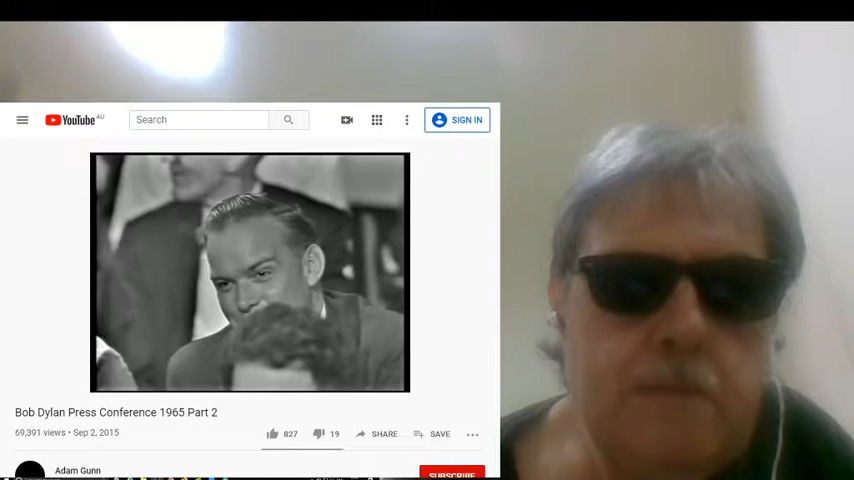 YouTube AU
Search
SIGN IN
Bob Dylan Press Conference 1965 Part 2
69,391 views • Sep 2, 2015
827
19
SHARE
SAVE
Adam Gunn
SUBSCRIBE